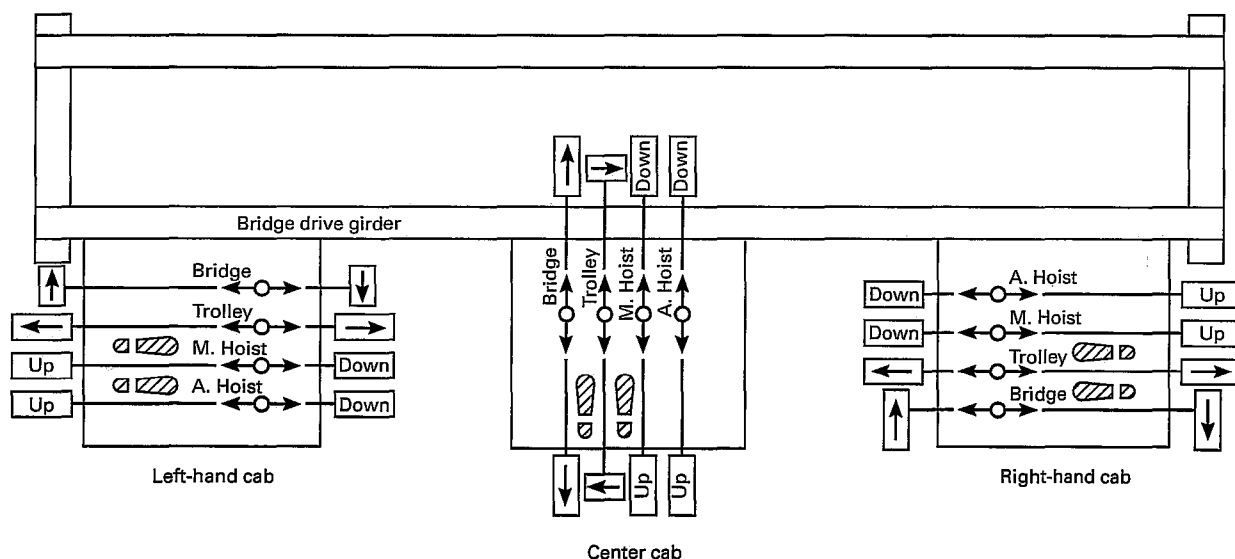 Down
Down
Bridge drive girder
Bridge
Trolley
M. Hoist
A. Hoist
Bridge
Trolley
M. Hoist
A. Hoist
Up
Down
Up
Down
Left-hand cab
Up
Up
Center cab
A. Hoist
M. Hoist
Trolley
Bridge
Down
Up
Down
Up
Right-hand cab